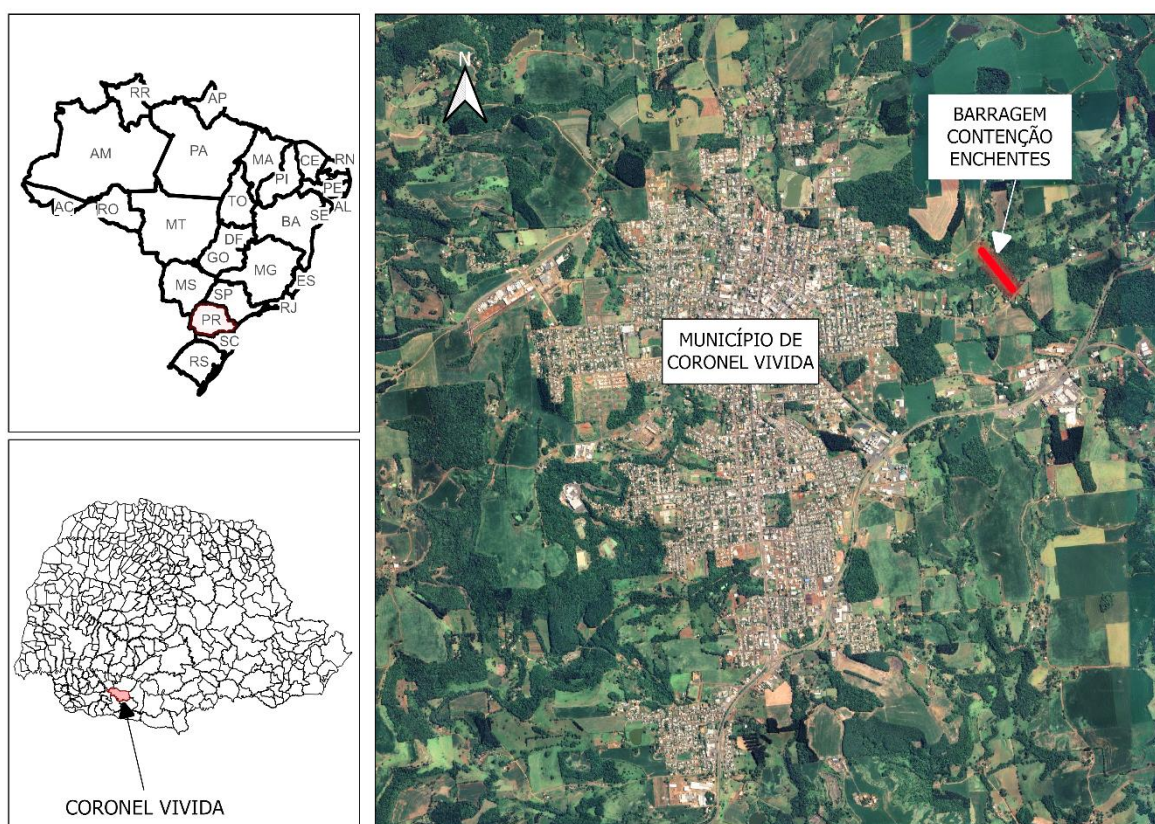 RR
AP
AM
PA
MA
CE
RN
PI
PE
AL
AC
RO
TO
SE
MT
BA
DF
GO
MG
ES
MS
SP
RJ
PR
SC
RS
CORONEL VIVIDA
N
BARRAGEM
CONTENÇÃO
ENCHENTES
MUNICÍPIO DE
CORONEL VIVIDA